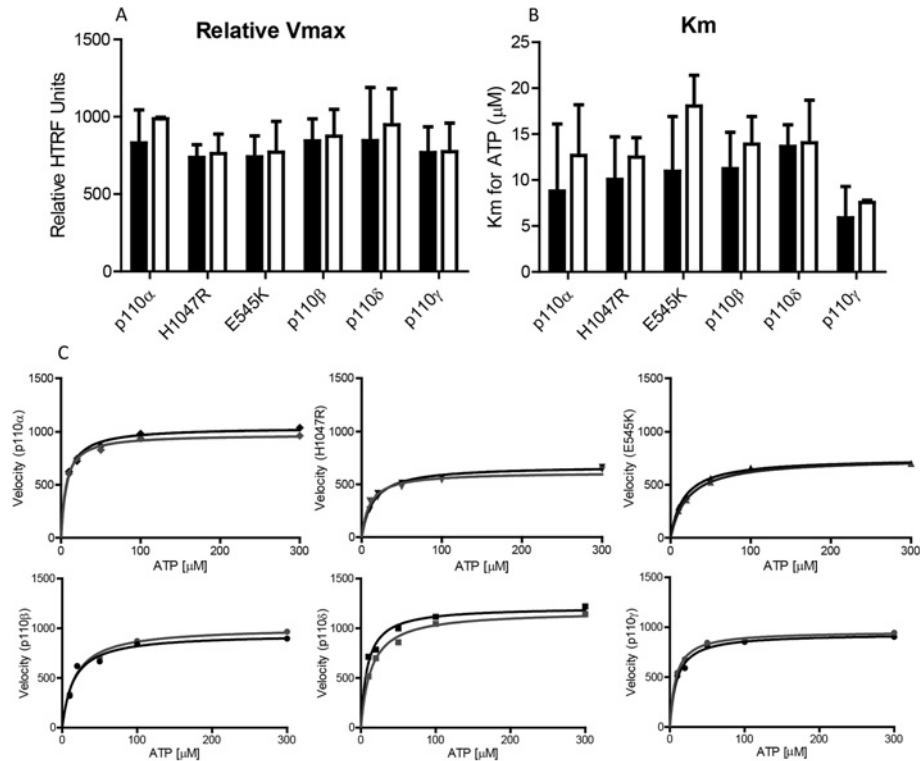 A
Relative Vmax
Relative HTRF Units
1500
1000
500
0
p110α
H1047R
E545K
p110β
p110δ
p110γ
B
Km
Km for ATP (μM)
25
20
15
10
5
0
p110α
H1047R
E545K
p110β
p110δ
p110γ
C
Velocity (p110α)
1500
1000
500
0
0
100
200
300
ATP [μM]
Velocity (H1047R)
1500
1000
500
0
0
100
200
300
ATP [μM]
Velocity (E545K)
1500
1000
500
0
0
100
200
300
ATP [μM]
Velocity (p110β)
1500
1000
500
0
0
100
200
300
ATP [μM]
Velocity (p110δ)
1500
1000
500
0
0
100
200
300
ATP [μM]
Velocity (p110γ)
1500
1000
500
0
0
100
200
300
ATP [μM]